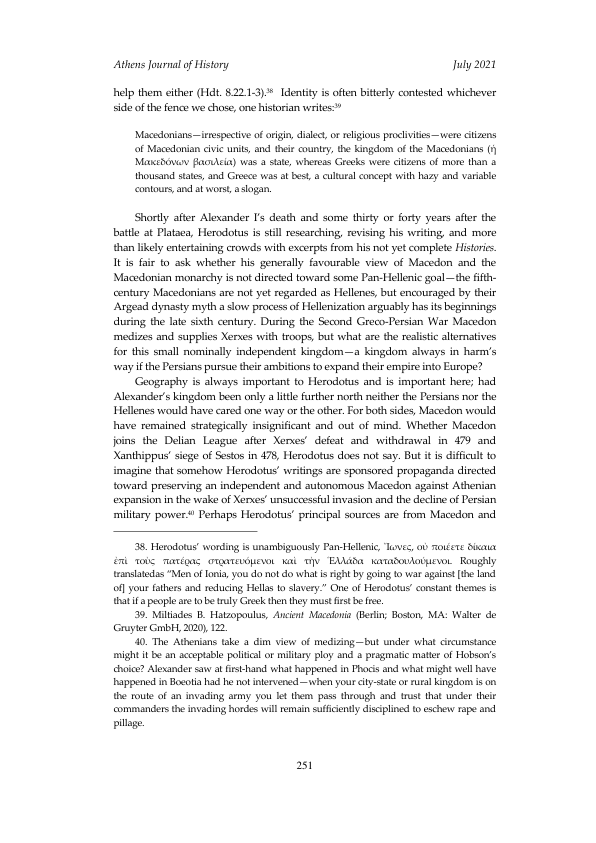 Athens Journal of History July 2021
help them either (Hdt. 8.22.1-3).³⁸ Identity is often bitterly contested whichever
side of the fence we chose, one historian writes:³⁹
Macedonians—irrespective of origin, dialect, or religious proclivities—were citizens
of Macedonian civic units, and their country, the kingdom of the Macedonians (ἡ
Μακεδόνων βασιλεία) was a state, whereas Greeks were citizens of more than a
thousand states, and Greece was at best, a cultural concept with hazy and variable
contours, and at worst, a slogan.
Shortly after Alexander I’s death and some thirty or forty years after the
battle at Plataea, Herodotus is still researching, revising his writing, and more
than likely entertaining crowds with excerpts from his not yet complete Histories.
It is fair to ask whether his generally favourable view of Macedon and the
Macedonian monarchy is not directed toward some Pan-Hellenic goal—the fifth-
century Macedonians are not yet regarded as Hellenes, but encouraged by their
Argead dynasty myth a slow process of Hellenization arguably has its beginnings
during the late sixth century. During the Second Greco-Persian War Macedon
medizes and supplies Xerxes with troops, but what are the realistic alternatives
for this small nominally independent kingdom—a kingdom always in harm’s
way if the Persians pursue their ambitions to expand their empire into Europe?
Geography is always important to Herodotus and is important here; had
Alexander’s kingdom been only a little further north neither the Persians nor the
Hellenes would have cared one way or the other. For both sides, Macedon would
have remained strategically insignificant and out of mind. Whether Macedon
joins the Delian League after Xerxes’ defeat and withdrawal in 479 and
Xanthippus’ siege of Sestos in 478, Herodotus does not say. But it is difficult to
imagine that somehow Herodotus’ writings are sponsored propaganda directed
toward preserving an independent and autonomous Macedon against Athenian
expansion in the wake of Xerxes’ unsuccessful invasion and the decline of Persian
military power.⁴⁰ Perhaps Herodotus’ principal sources are from Macedon and
38. Herodotus’ wording is unambiguously Pan-Hellenic, Ἴωνες, οὐ ποιέετε δίκαια
ἐπὶ τοὺς πατέρας στρατευόμενοι καὶ τὴν Ἑλλάδα καταδουλούμενοι. Roughly
translatedas “Men of Ionia, you do not do what is right by going to war against [the land
of] your fathers and reducing Hellas to slavery.” One of Herodotus’ constant themes is
that if a people are to be truly Greek then they must first be free.
39. Miltiades B. Hatzopoulus, Ancient Macedonia (Berlin; Boston, MA: Walter de
Gruyter GmbH, 2020), 122.
40. The Athenians take a dim view of medizing—but under what circumstance
might it be an acceptable political or military ploy and a pragmatic matter of Hobson’s
choice? Alexander saw at first-hand what happened in Phocis and what might well have
happened in Boeotia had he not intervened—when your city-state or rural kingdom is on
the route of an invading army you let them pass through and trust that under their
commanders the invading hordes will remain sufficiently disciplined to eschew rape and
pillage.
251